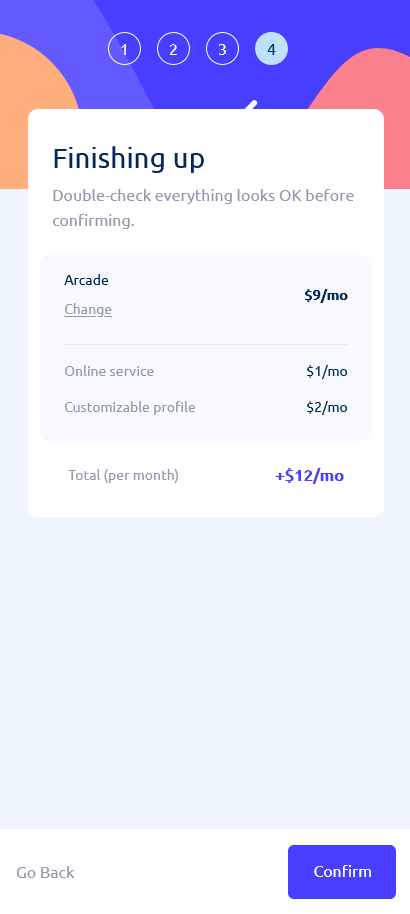 1 2 3 4
Finishing up
Double-check everything looks OK before
confirming.
Arcade
$9/mo
Change
Online service $1/mo
Customizable profile $2/mo
Total (per month) +$12/mo
Go Back Confirm